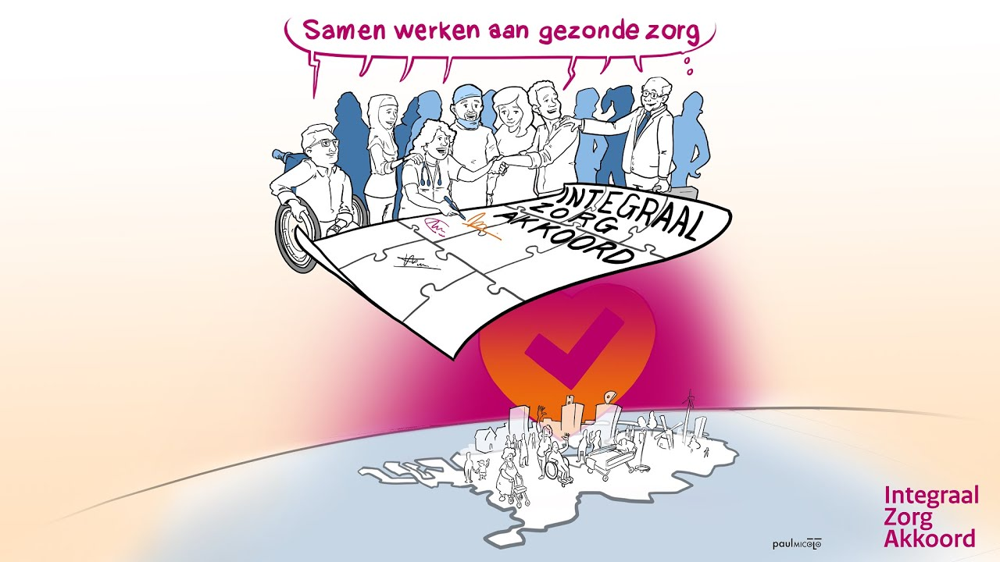 Samen werken aan gezonde zorg
INTEGRAAL
ZORG
AKKOORD
Integraal
Zorg
Akkoord
paulMICOLO